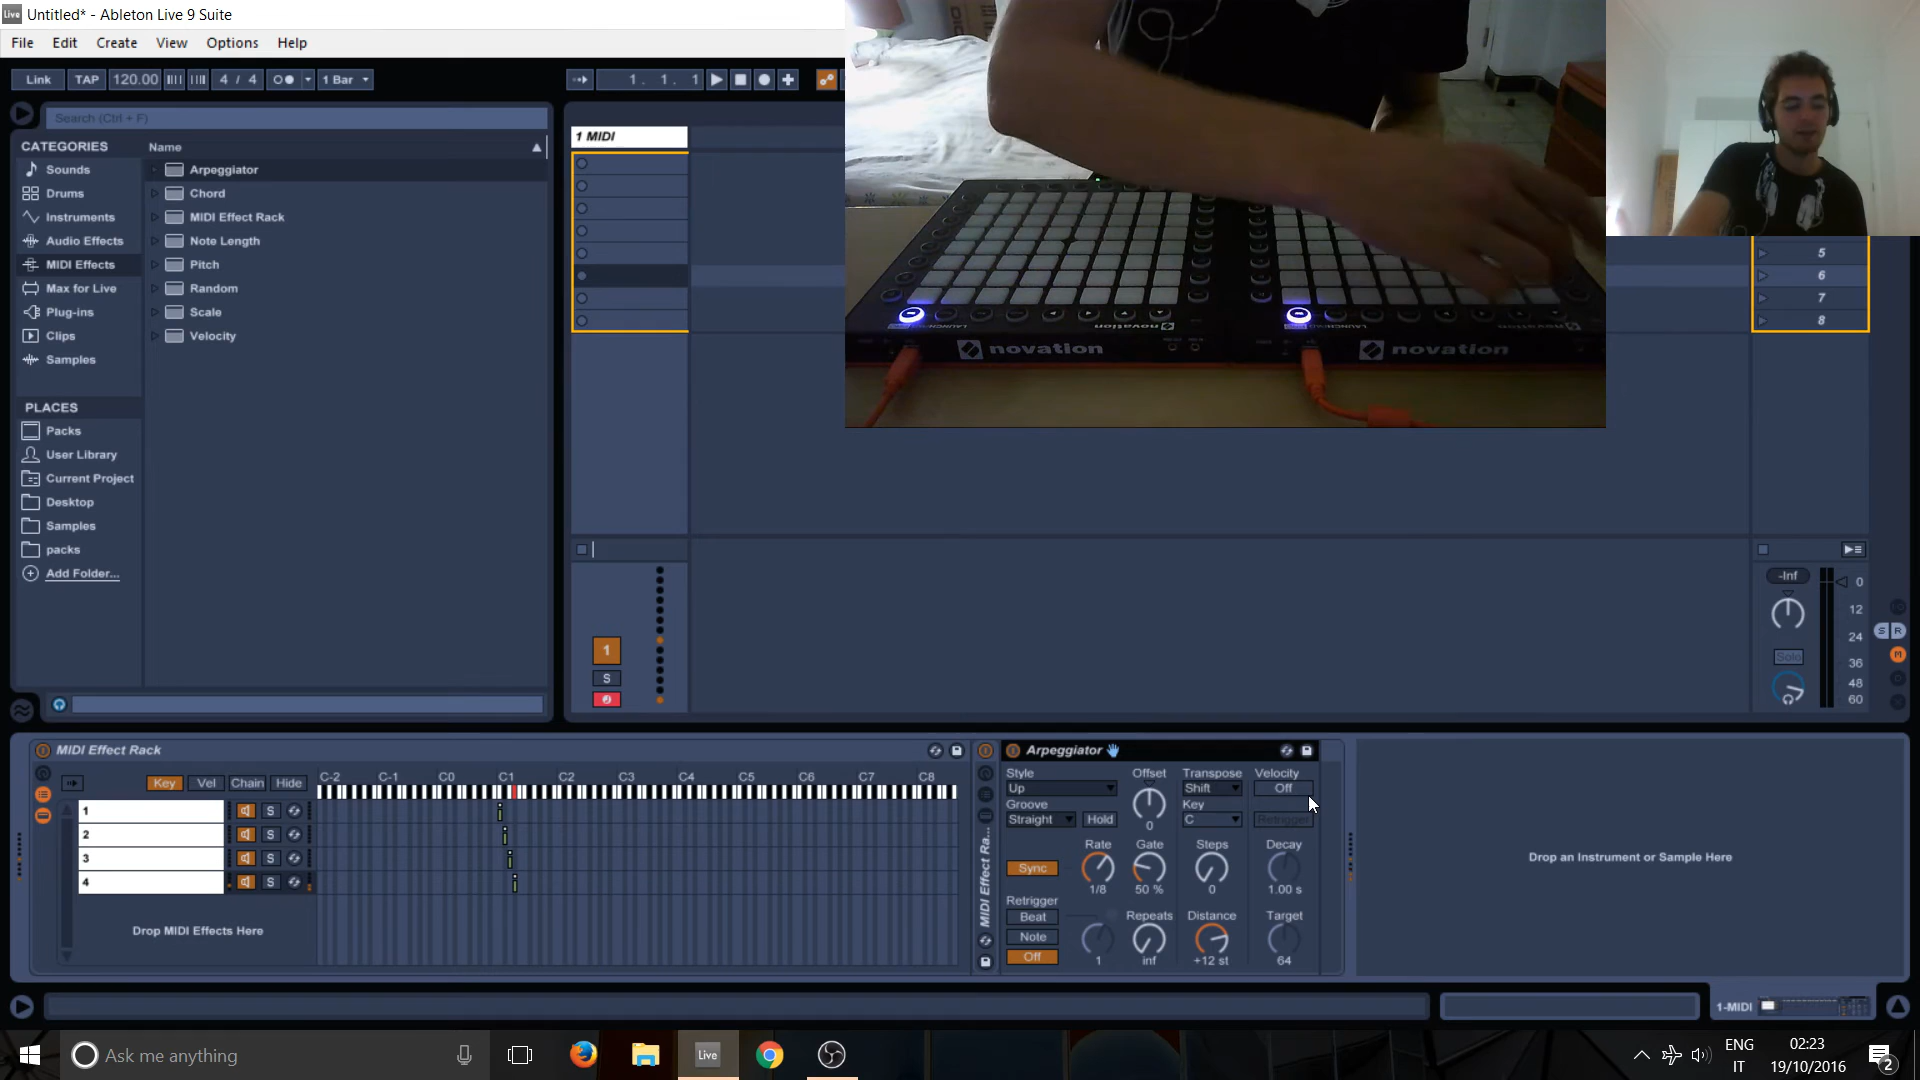 Live Untitled* - Ableton Live 9 Suite
File Edit Create View Options Help
Link TAP 120.00 4 / 4 1 Bar 1. 1. 1
Search (Ctrl + F)
CATEGORIES
Sounds
Drums
Instruments
Audio Effects
MIDI Effects
Max for Live
Plug-ins
Clips
Samples
PLACES
Packs
User Library
Current Project
Desktop
Samples
packs
Add Folder...
Name
Arpeggiator
Chord
MIDI Effect Rack
Note Length
Pitch
Random
Scale
Velocity
1 MIDI
novation
novation
5
6
7
8
1
S
-Inf
0
12
24
36
48
60
Solo
S R
M
D
MIDI Effect Rack
Key Vel Chain Hide
C-2 C-1 C0 C1 C2 C3 C4 C5 C6 C7 C8
1 S
2 S
3 S
4 S
Drop MIDI Effects Here
MIDI Effect Ra...
Arpeggiator
Style
Up
Groove
Straight Hold
Offset
0
Transpose
Shift
Key
C
Velocity
Off
Retrigger
Sync
Rate
1/8
Gate
50 %
Steps
0
Decay
1.00 s
Retrigger
Beat
Note
Off
1
Repeats
inf
Distance
+12 st
Target
64
Drop an Instrument or Sample Here
1-MIDI
Ask me anything
Live
ENG
IT
02:23
19/10/2016
2